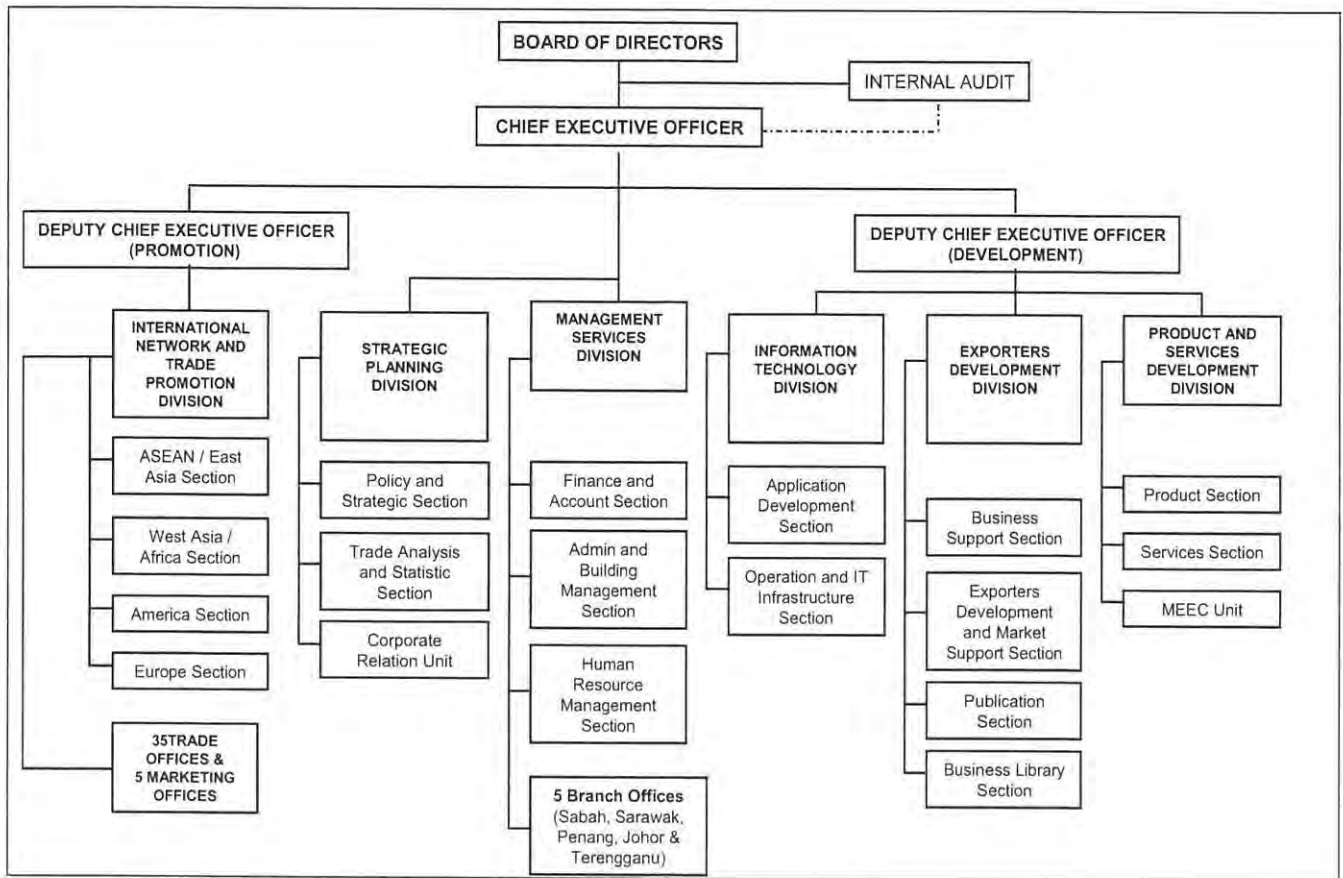 BOARD OF DIRECTORS
INTERNAL AUDIT
CHIEF EXECUTIVE OFFICER
DEPUTY CHIEF EXECUTIVE OFFICER
(PROMOTION)
DEPUTY CHIEF EXECUTIVE OFFICER
(DEVELOPMENT)
INTERNATIONAL
NETWORK AND
TRADE
PROMOTION
DIVISION
ASEAN / East
Asia Section
West Asia /
Africa Section
America Section
Europe Section
35TRADE
OFFICES &
5 MARKETING
OFFICES
STRATEGIC
PLANNING
DIVISION
Policy and
Strategic Section
Trade Analysis
and Statistic
Section
Corporate
Relation Unit
MANAGEMENT
SERVICES
DIVISION
Finance and
Account Section
Admin and
Building
Management
Section
Human
Resource
Management
Section
5 Branch Offices
(Sabah, Sarawak,
Penang, Johor &
Terengganu)
INFORMATION
TECHNOLOGY
DIVISION
Application
Development
Section
Operation and IT
Infrastructure
Section
EXPORTERS
DEVELOPMENT
DIVISION
Business
Support Section
Exporters
Development
and Market
Support Section
Publication
Section
Business Library
Section
PRODUCT AND
SERVICES
DEVELOPMENT
DIVISION
Product Section
Services Section
MEEC Unit